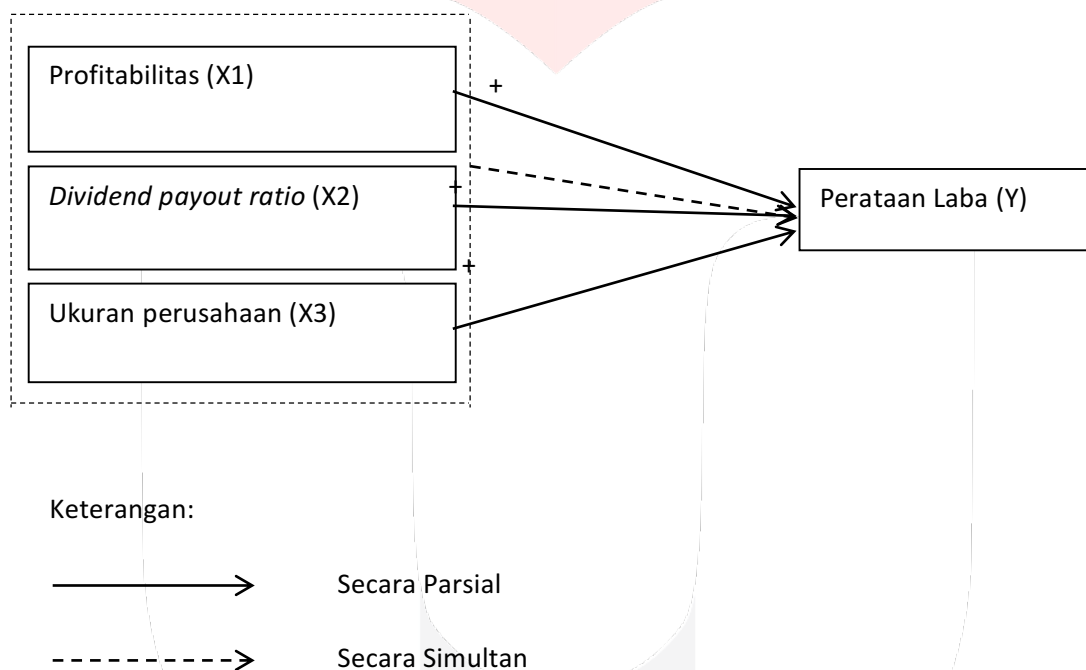 Profitabilitas (X1)
+
Dividend payout ratio (X2)
+
Perataan Laba (Y)
+
Ukuran perusahaan (X3)
Keterangan:
Secara Parsial
Secara Simultan